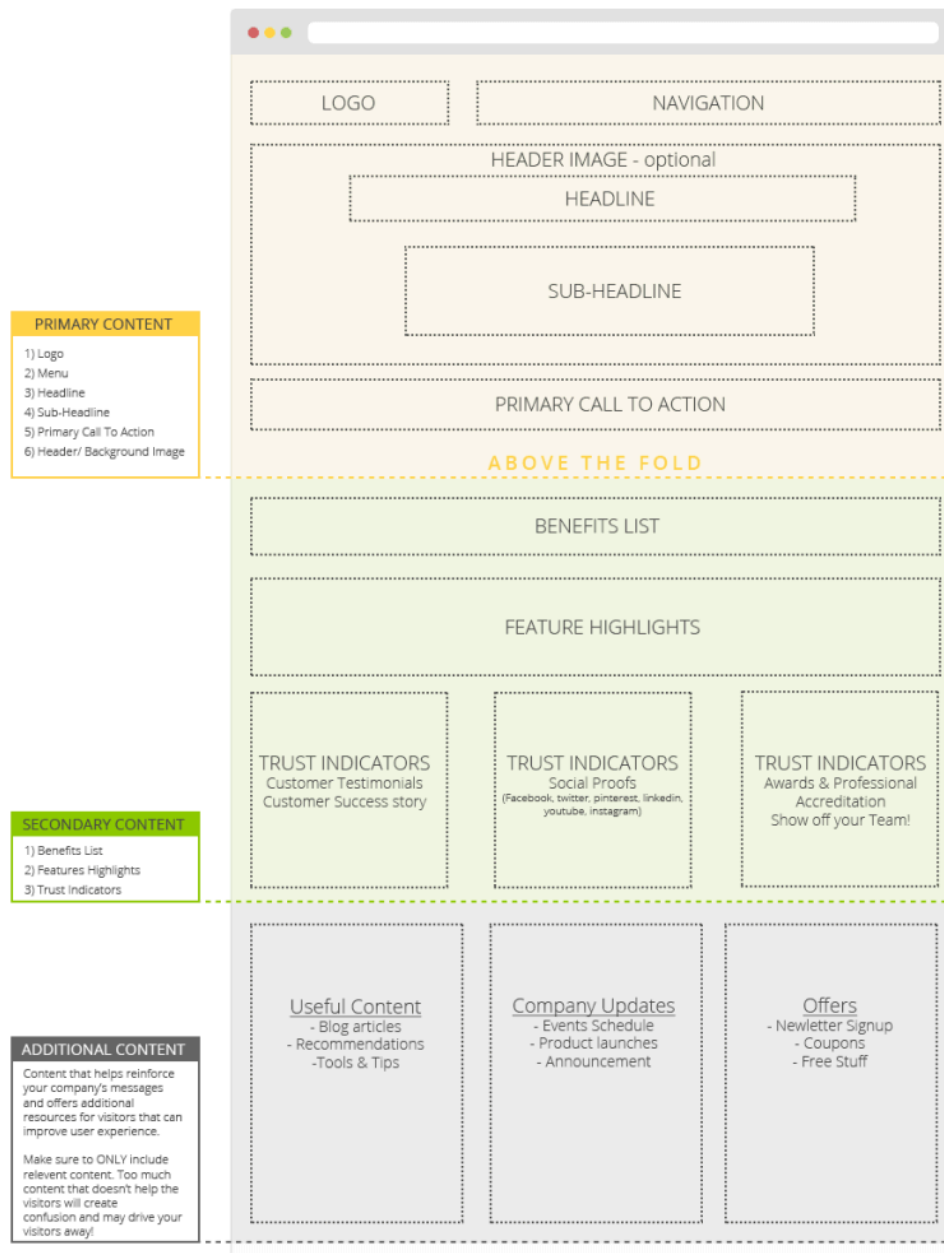 LOGO
NAVIGATION
HEADER IMAGE - optional
HEADLINE
SUB-HEADLINE
PRIMARY CONTENT
1) Logo
2) Menu
3) Headline
4) Sub-Headline
5) Primary Call To Action
6) Header/ Background Image
PRIMARY CALL TO ACTION
ABOVE THE FOLD
BENEFITS LIST
FEATURE HIGHLIGHTS
TRUST INDICATORS
Customer Testimonials
Customer Success story
TRUST INDICATORS
Social Proofs
(Facebook, twitter, pinterest, linkedin,
youtube, instagram)
TRUST INDICATORS
Awards & Professional
Accreditation
Show off your Team!
SECONDARY CONTENT
1) Benefits List
2) Features Highlights
3) Trust Indicators
Useful Content
- Blog articles
- Recommendations
-Tools & Tips
Company Updates
- Events Schedule
- Product launches
- Announcement
Offers
- Newletter Signup
- Coupons
- Free Stuff
ADDITIONAL CONTENT
Content that helps reinforce
your company's messages
and offers additional
resources for visitors that can
improve user experience.
Make sure to ONLY include
relevent content. Too much
content that doesn't help the
visitors will create
confusion and may drive your
visitors away!